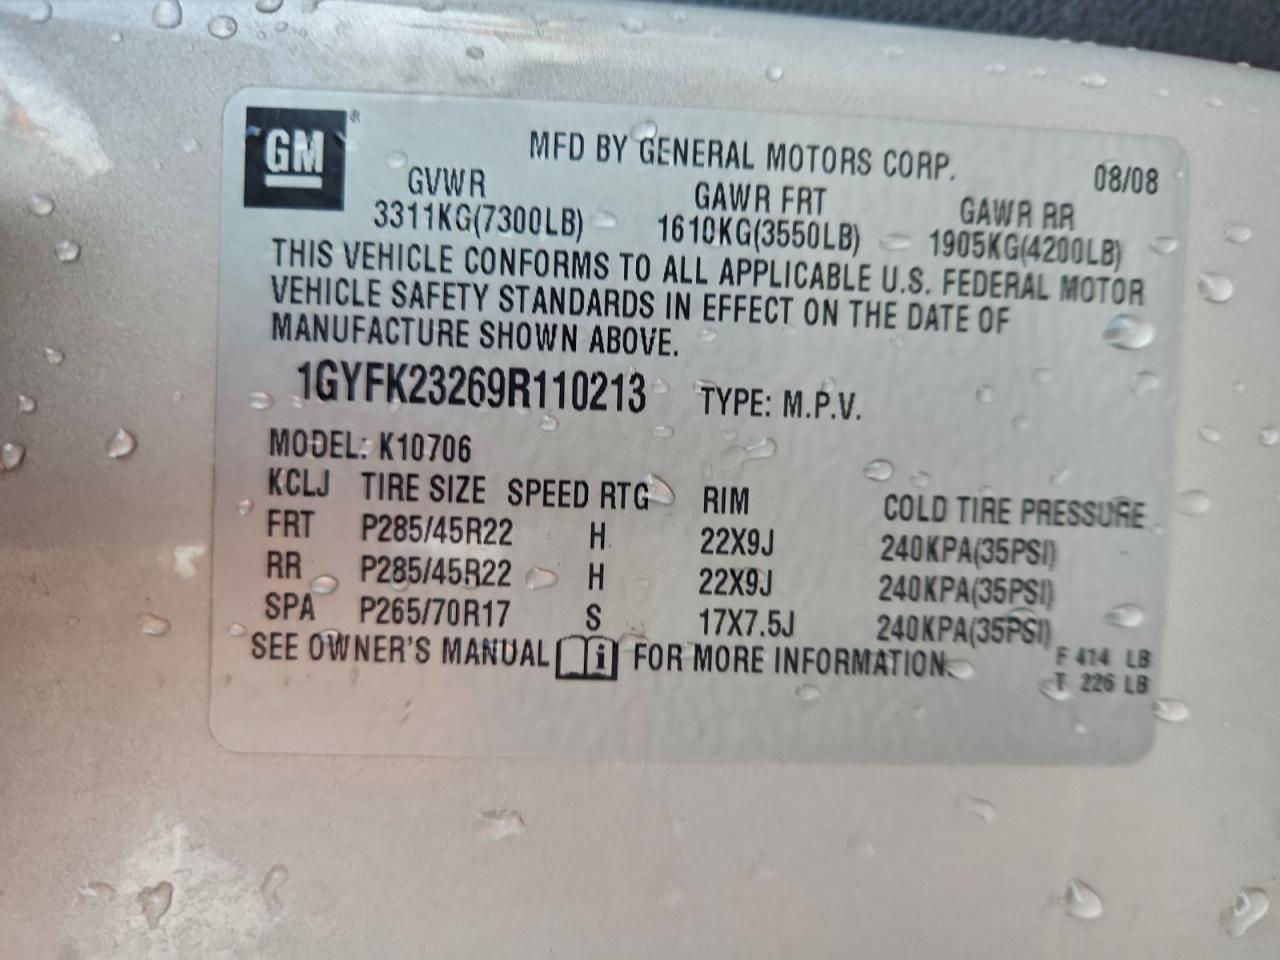 GM®
MFD BY GENERAL MOTORS CORP.
08/08
GVWR GAWR FRT GAWR RR
3311KG(7300LB) 1610KG(3550LB) 1905KG(4200LB)
THIS VEHICLE CONFORMS TO ALL APPLICABLE U.S. FEDERAL MOTOR
VEHICLE SAFETY STANDARDS IN EFFECT ON THE DATE OF
MANUFACTURE SHOWN ABOVE.
1GYFK23269R110213 TYPE: M.P.V.
MODEL: K10706
KCLJ TIRE SIZE SPEED RTG RIM COLD TIRE PRESSURE
FRT P285/45R22 H 22X9J 240KPA(35PSI)
RR P285/45R22 H 22X9J 240KPA(35PSI)
SPA P265/70R17 S 17X7.5J 240KPA(35PSI)
SEE OWNER'S MANUAL i FOR MORE INFORMATION.
F 414 LB
T 226 LB